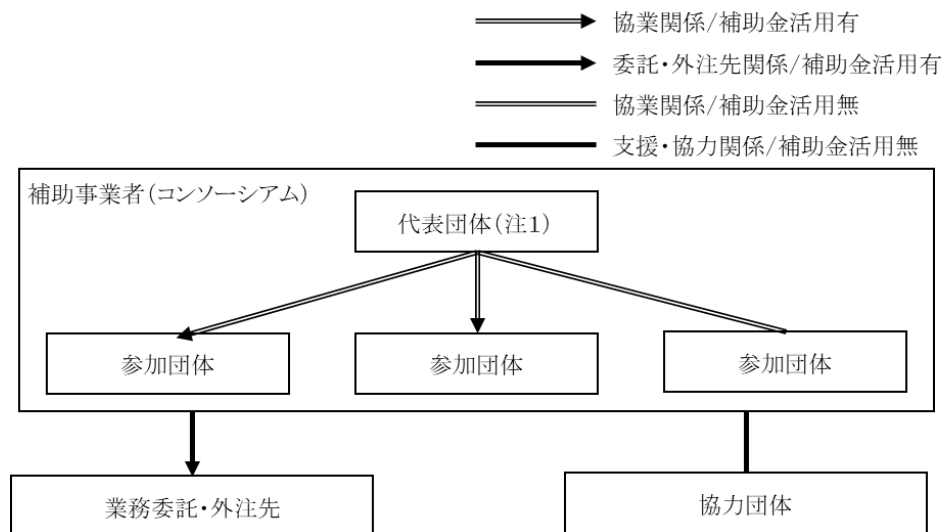 協業関係/補助金活用有
委託・外注先関係/補助金活用有
協業関係/補助金活用無
支援・協力関係/補助金活用無
補助事業者(コンソーシアム)
代表団体(注1)
参加団体
参加団体
参加団体
業務委託・外注先
協力団体